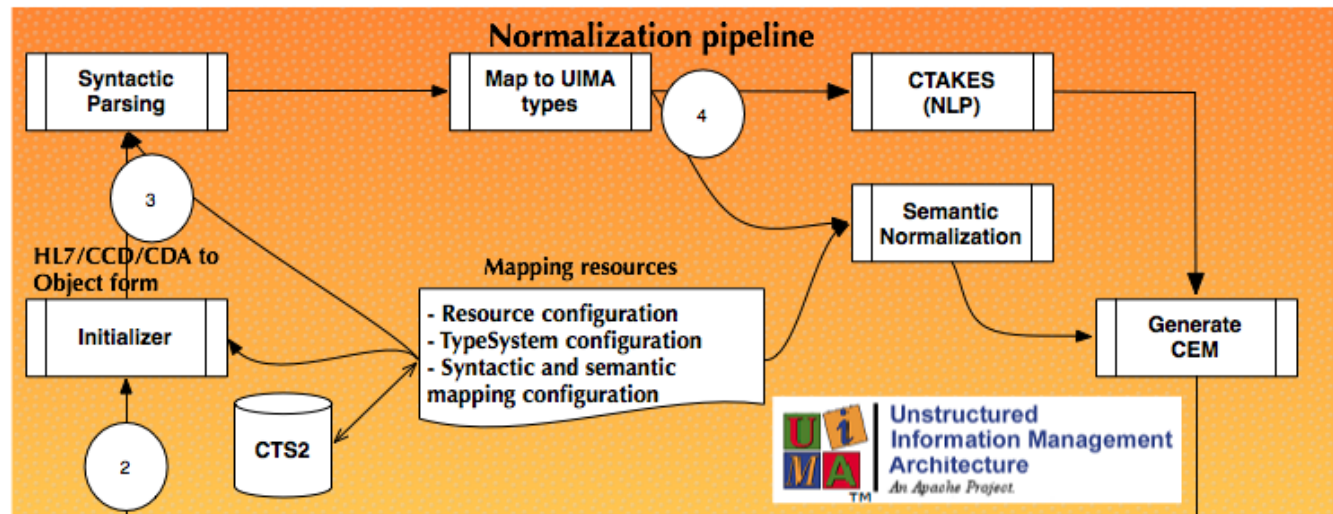 Normalization pipeline
Syntactic
Parsing
Map to UIMA
types
4
CTAKES
(NLP)
3
Semantic
Normalization
HL7/CCD/CDA to
Object form
Mapping resources
Initializer
- Resource configuration
- TypeSystem configuration
- Syntactic and semantic
mapping configuration
Generate
CEM
CTS2
2
UiMA
TM
Unstructured
Information Management
Architecture
An Apache Project.